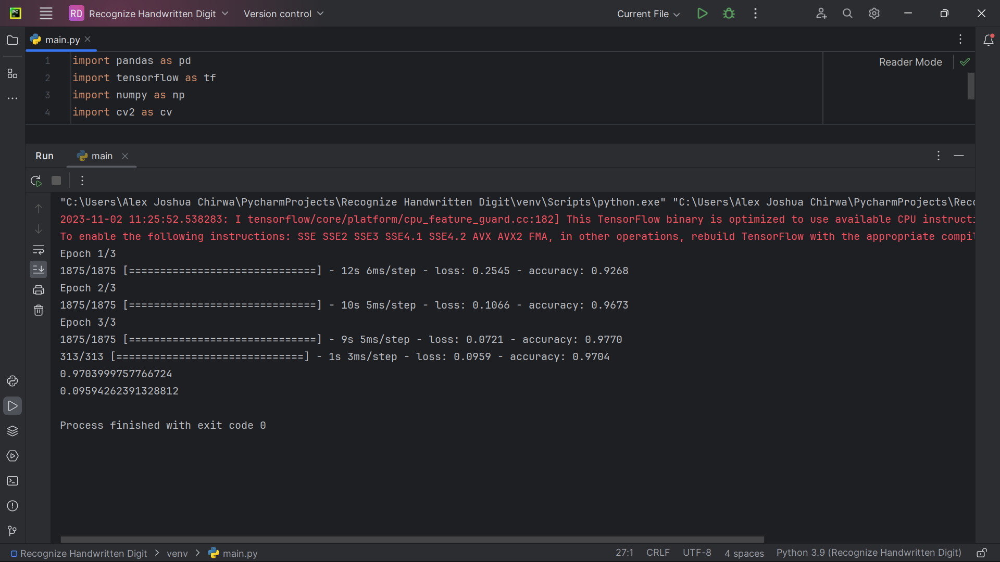 PC
RD Recognize Handwritten Digit Version control Current File
main.py
1 import pandas as pd
Reader Mode
2 import tensorflow as tf
3 import numpy as np
4 import cv2 as cv
Run main
"C:\Users\Alex Joshua Chirwa\PycharmProjects\Recognize Handwritten Digit\venv\Scripts\python.exe" "C:\Users\Alex Joshua Chirwa\PycharmProjects\Reco
2023-11-02 11:25:52.538283: I tensorflow/core/platform/cpu_feature_guard.cc:182] This TensorFlow binary is optimized to use available CPU instructi
To enable the following instructions: SSE SSE2 SSE3 SSE4.1 SSE4.2 AVX AVX2 FMA, in other operations, rebuild TensorFlow with the appropriate compil
Epoch 1/3
1875/1875 [==============================] - 12s 6ms/step - loss: 0.2545 - accuracy: 0.9268
Epoch 2/3
1875/1875 [==============================] - 10s 5ms/step - loss: 0.1066 - accuracy: 0.9673
Epoch 3/3
1875/1875 [==============================] - 9s 5ms/step - loss: 0.0721 - accuracy: 0.9770
313/313 [==============================] - 1s 3ms/step - loss: 0.0959 - accuracy: 0.9704
0.9703999757766724
0.09594262391328812
Process finished with exit code 0
Recognize Handwritten Digit > venv > main.py 27:1 CRLF UTF-8 4 spaces Python 3.9 (Recognize Handwritten Digit)